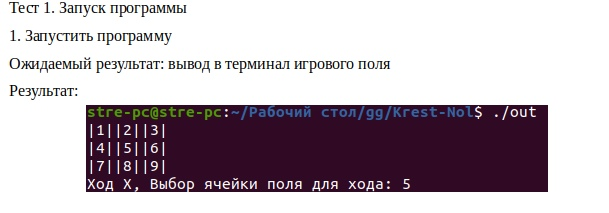 Тест 1. Запуск программы
1. Запустить программу
Ожидаемый результат: вывод в терминал игрового поля
Результат:
stre-pc@stre-pc:~/Рабочий стол/gg/Krest-Nol$ ./out
|1||2||3|
|4||5||6|
|7||8||9|
Ход X, Выбор ячейки поля для хода: 5